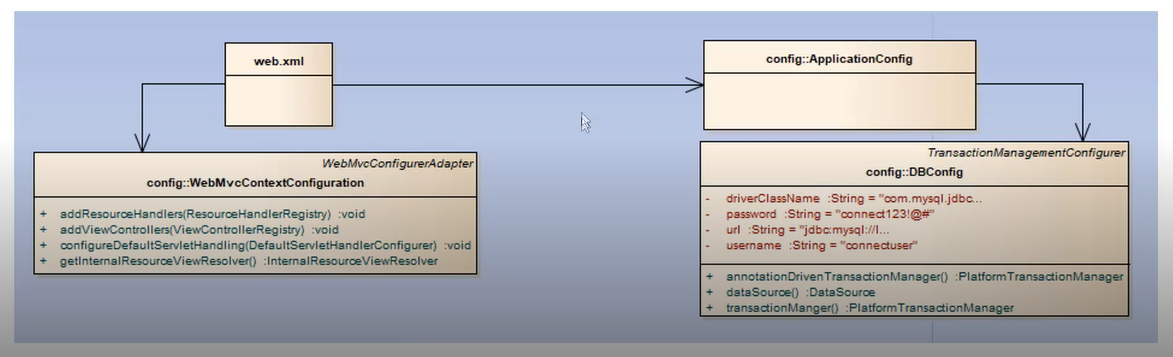 web.xml
config::ApplicationConfig
WebMvcConfigurerAdapter
config::WebMvcContextConfiguration
+ addResourceHandlers(ResourceHandlerRegistry) :void
+ addViewControllers(ViewControllerRegistry) :void
+ configureDefaultServletHandling(DefaultServletHandlerConfigurer) :void
+ getInternalResourceViewResolver() :InternalResourceViewResolver
TransactionManagementConfigurer
config::DBConfig
- driverClassName :String = "com.mysql.jdbc...
- password :String = "connect123!@#"
- url :String = "jdbc:mysql://l...
- username :String = "connectuser"
+ annotationDrivenTransactionManager() :PlatformTransactionManager
+ dataSource() :DataSource
+ transactionManger() :PlatformTransactionManager